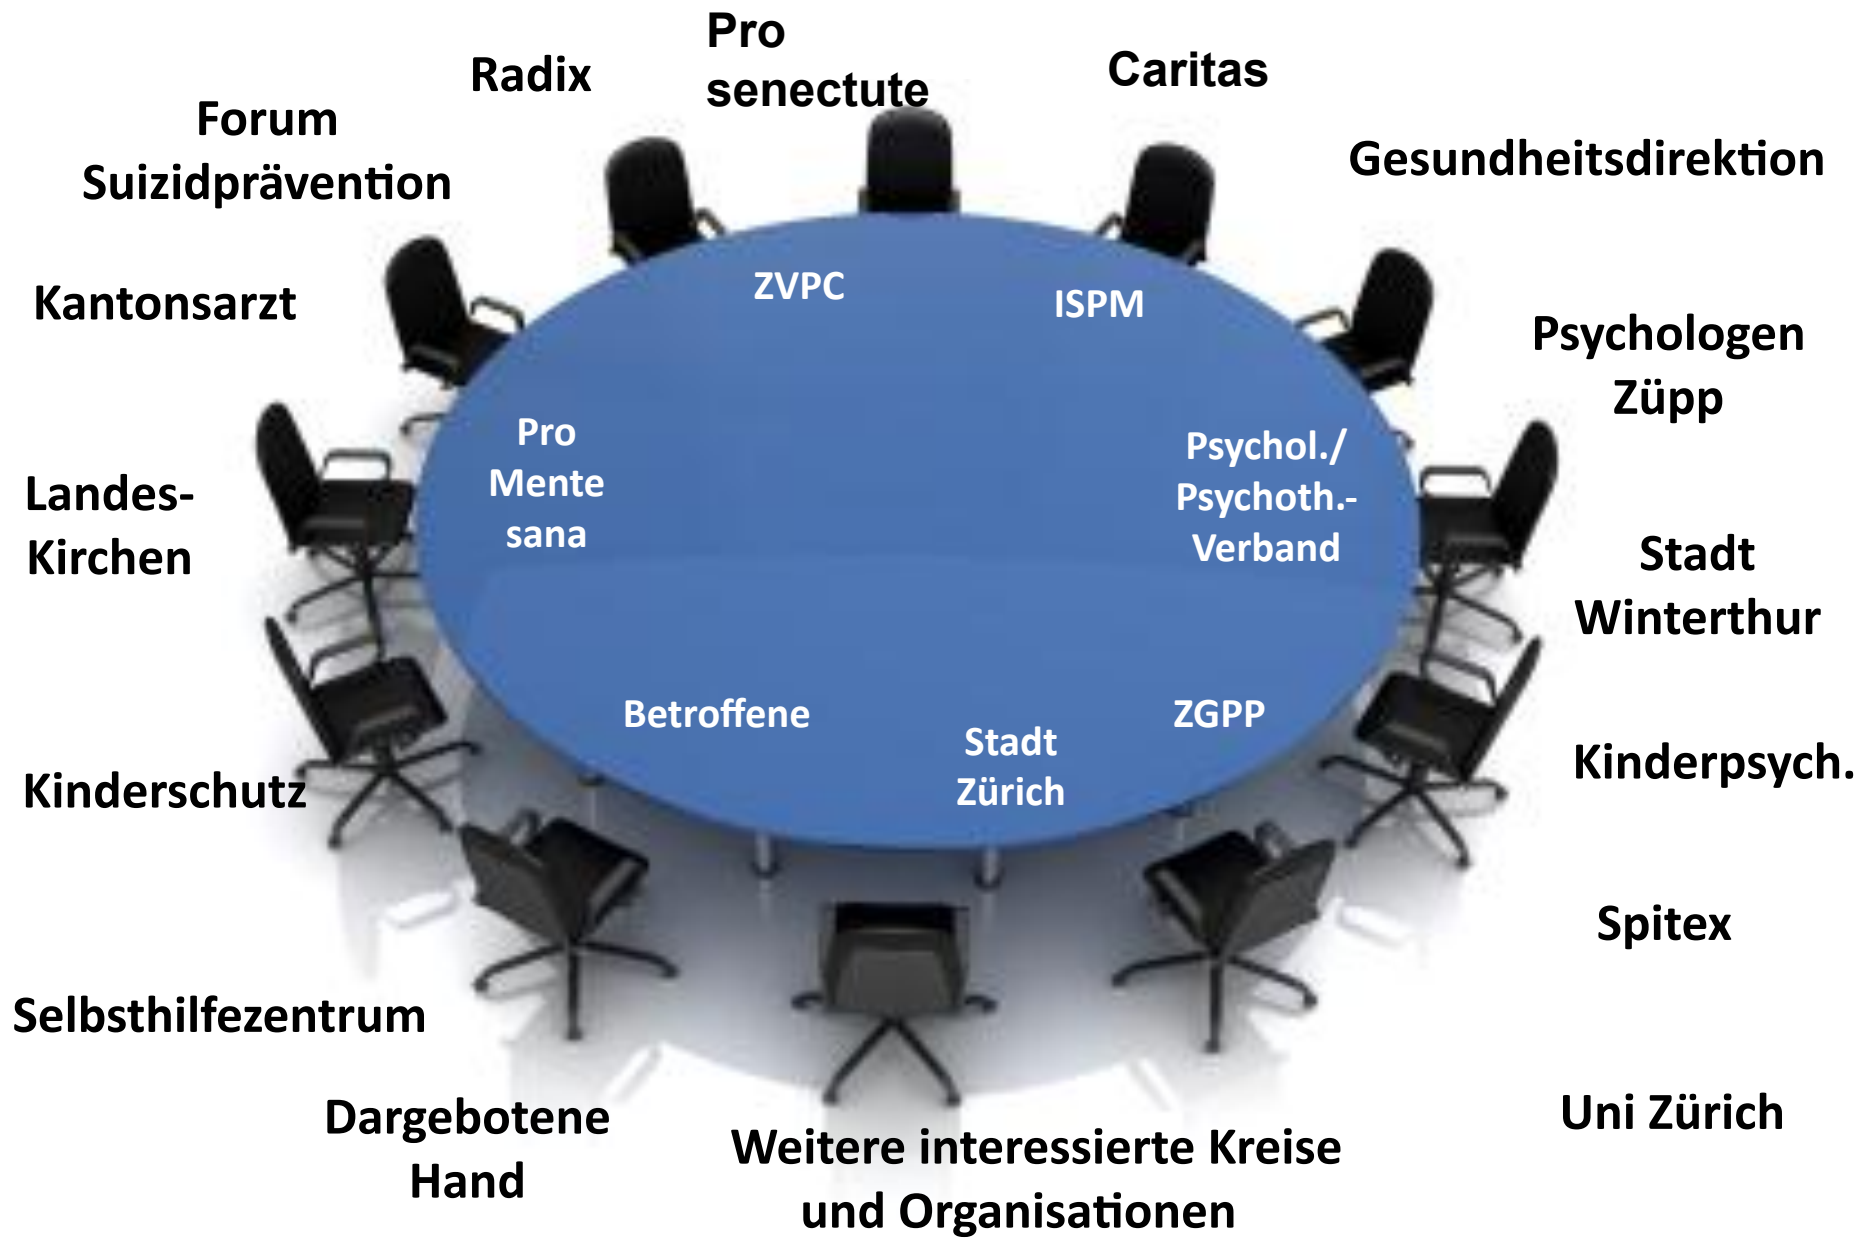 Pro
senectute
Radix
Caritas
Forum
Suizidprävention
Gesundheitsdirektion
Kantonsarzt
ZVPC
ISPM
Psychologen
Züpp
Pro
Mente
sana
Psychol./
Psychoth.-
Verband
Landes-
Kirchen
Stadt
Winterthur
Betroffene
Stadt
Zürich
ZGPP
Kinderschutz
Kinderpsych.
Spitex
Selbsthilfezentrum
Dargebotene
Hand
Weitere interessierte Kreise
und Organisationen
Uni Zürich